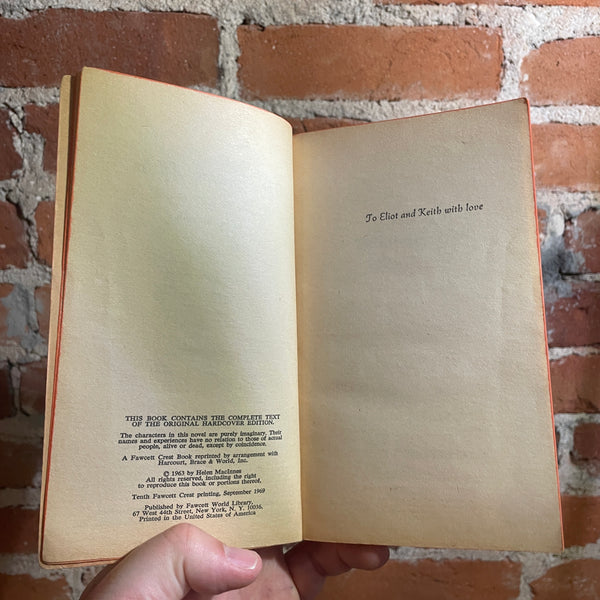 THIS BOOK CONTAINS THE COMPLETE TEXT
OF THE ORIGINAL HARDCOVER EDITION.
The characters in this novel are purely imaginary. Their
names and experiences have no relation to those of actual
people, alive or dead, except by coincidence.
A Fawcett Crest Book reprinted by arrangement with
Harcourt, Brace & World, Inc.
© 1963 by Helen MacInnes
All rights reserved, including the right
to reproduce this book or portions thereof.
Tenth Fawcett Crest printing, September 1969
Published by Fawcett World Library,
67 West 44th Street, New York, N. Y. 10036.
Printed in the United States of America
To Eliot and Keith with love